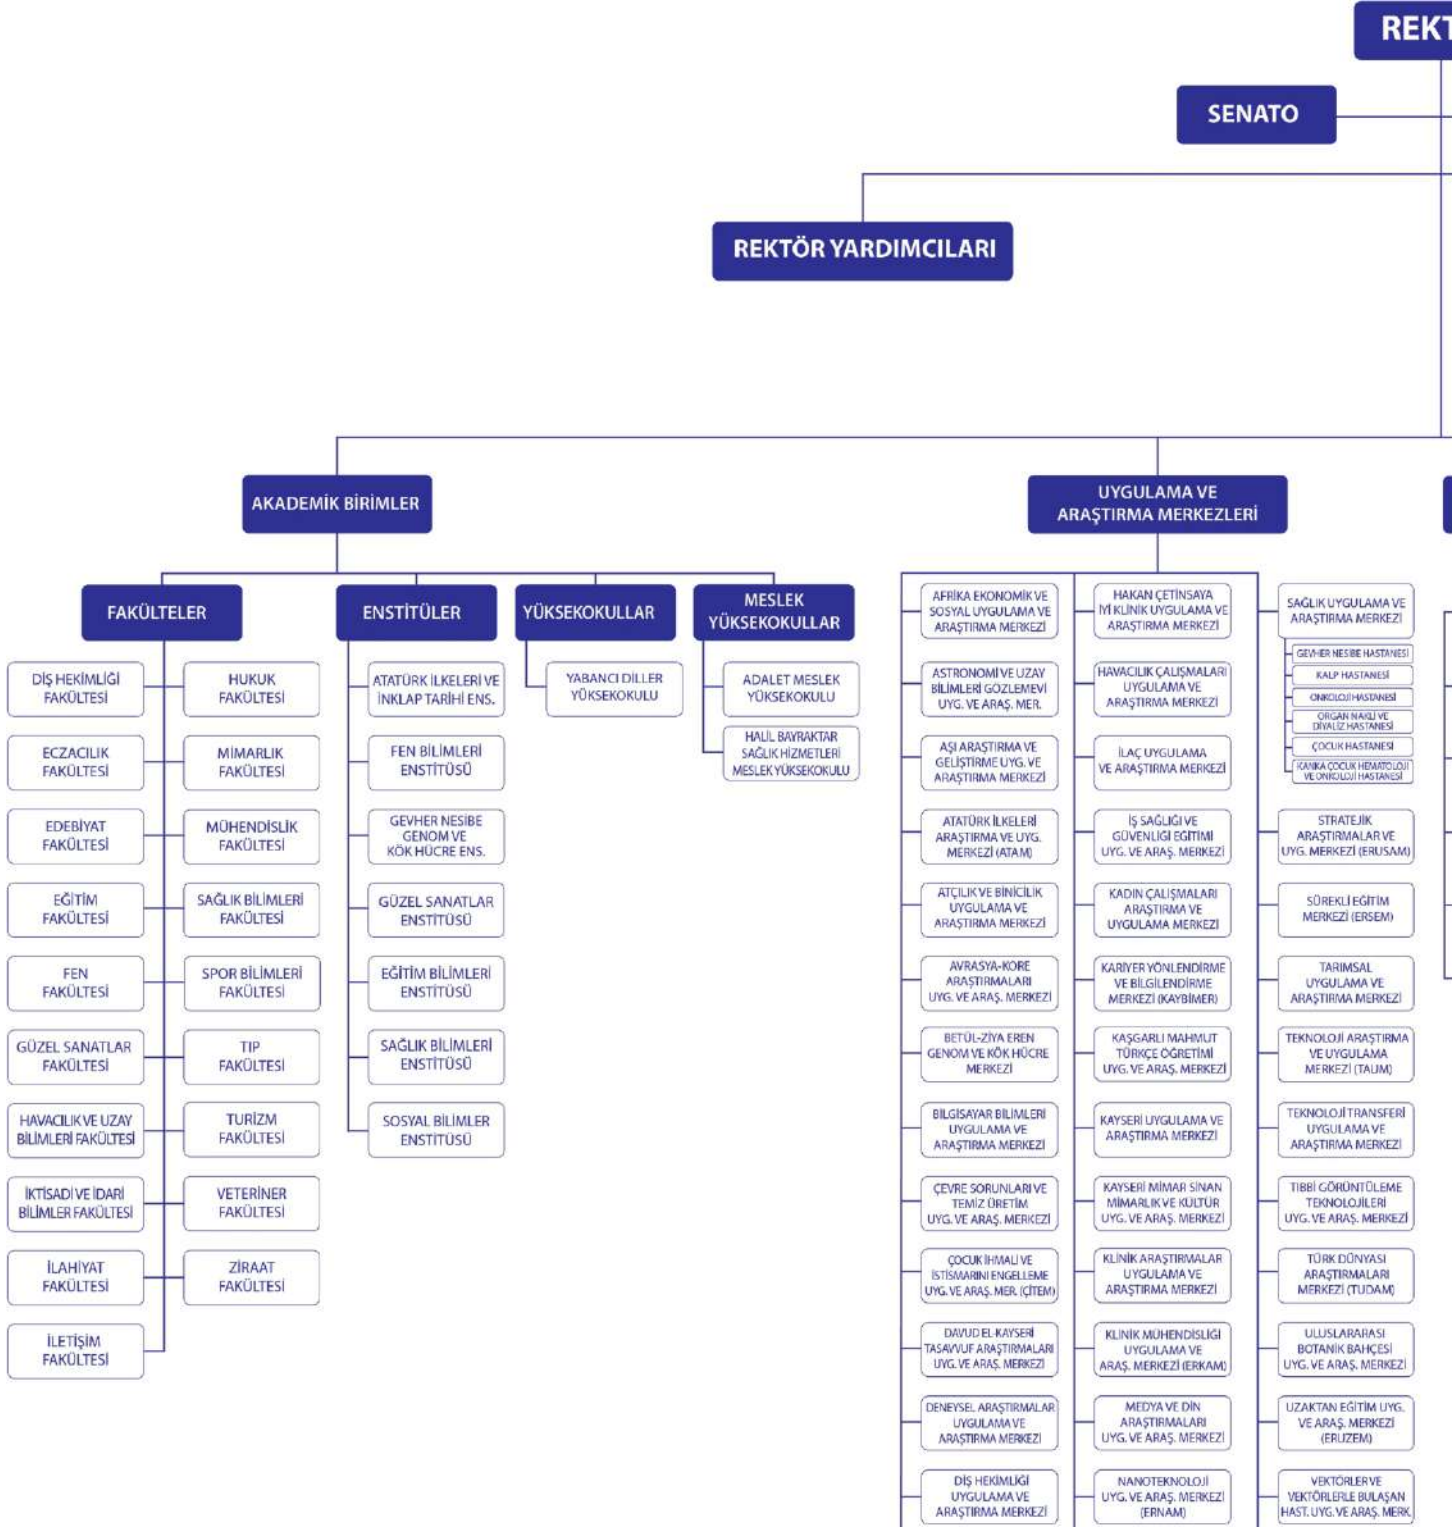 REKT
SENATO
REKTÖR YARDIMCILARI
AKADEMİK BİRİMLER
UYGULAMA VE
ARAŞTIRMA MERKEZLERİ
FAKÜLTELER
ENSTİTÜLER
YÜKSEKOKULLAR
MESLEK
YÜKSEKOKULLAR
DİŞ HEKİMLİĞİ
FAKÜLTESİ
ECZACILIK
FAKÜLTESİ
EDEBİYAT
FAKÜLTESİ
EĞİTİM
FAKÜLTESİ
FEN
FAKÜLTESİ
GÜZEL SANATLAR
FAKÜLTESİ
HAVACILIK VE UZAY
BİLİMLERİ FAKÜLTESİ
İKTİSADİ VE İDARİ
BİLİMLER FAKÜLTESİ
İLAHİYAT
FAKÜLTESİ
İLETİŞİM
FAKÜLTESİ
HUKUK
FAKÜLTESİ
MİMARLIK
FAKÜLTESİ
MÜHENDİSLİK
FAKÜLTESİ
SAĞLIK BİLİMLERİ
FAKÜLTESİ
SPOR BİLİMLERİ
FAKÜLTESİ
TIP
FAKÜLTESİ
TURİZM
FAKÜLTESİ
VETERİNER
FAKÜLTESİ
ZİRAAT
FAKÜLTESİ
ATATÜRK İLKELERİ VE
İNKLAP TARİHİ ENS.
FEN BİLİMLERİ
ENSTİTÜSÜ
GEVHER NESİBE
GENOM VE
KÖK HÜCRE ENS.
GÜZEL SANATLAR
ENSTİTÜSÜ
EĞİTİM BİLİMLERİ
ENSTİTÜSÜ
SAĞLIK BİLİMLERİ
ENSTİTÜSÜ
SOSYAL BİLİMLER
ENSTİTÜSÜ
YABANCI DİLLER
YÜKSEKOKULU
ADALET MESLEK
YÜKSEKOKULU
HALİL BAYRAKTAR
SAĞLIK HİZMETLERİ
MESLEK YÜKSEKOKULU
AFRİKA EKONOMİK VE
SOSYAL UYGULAMA VE
ARAŞTIRMA MERKEZİ
ASTRONOMİ VE UZAY
BİLİMLERİ GÖZLEMEVİ
UYG. VE ARAŞ. MER.
AŞI ARAŞTIRMA VE
GELİŞTİRME UYG. VE
ARAŞTIRMA MERKEZİ
ATATÜRK İLKELERİ
ARAŞTIRMA VE UYG.
MERKEZİ (ATAM)
ATÇILIK VE BİNİCİLİK
UYGULAMA VE
ARAŞTIRMA MERKEZİ
AVRASYA-KORE
ARAŞTIRMALARI
UYG. VE ARAŞ. MERKEZİ
BETÜL-ZİYA EREN
GENOM VE KÖK HÜCRE
MERKEZİ
BİLGİSAYAR BİLİMLERİ
UYGULAMA VE
ARAŞTIRMA MERKEZİ
ÇEVRE SORUNLARI VE
TEMİZ ÜRETİM
UYG. VE ARAŞ. MERKEZİ
ÇOCUK İHMALİ VE
İSTİSMARINI ENGELLEME
UYG. VE ARAŞ. MER. (ÇİTEM)
DAVUD EL-KAYSERİ
TASAVVUF ARAŞTIRMALARI
UYG. VE ARAŞ. MERKEZİ
DENEYSEL ARAŞTIRMALAR
UYGULAMA VE
ARAŞTIRMA MERKEZİ
DİŞ HEKİMLİĞİ
UYGULAMA VE
ARAŞTIRMA MERKEZİ
HAKAN ÇETİNSAYA
İYİ KLİNİK UYGULAMA VE
ARAŞTIRMA MERKEZİ
HAVACILIK ÇALIŞMALARI
UYGULAMA VE
ARAŞTIRMA MERKEZİ
İLAÇ UYGULAMA
VE ARAŞTIRMA MERKEZİ
İŞ SAĞLIĞI VE
GÜVENLİĞİ EĞİTİMİ
UYG. VE ARAŞ. MERKEZİ
KADIN ÇALIŞMALARI
ARAŞTIRMA VE
UYGULAMA MERKEZİ
KARİYER YÖNLENDİRME
VE BİLGİLENDİRME
MERKEZİ (KAYBİMER)
KAŞGARLI MAHMUT
TÜRKÇE ÖĞRETİMİ
UYG. VE ARAŞ. MERKEZİ
KAYSERİ UYGULAMA VE
ARAŞTIRMA MERKEZİ
KAYSERİ MİMAR SİNAN
MİMARLIK VE KÜLTÜR
UYG. VE ARAŞ. MERKEZİ
KLİNİK ARAŞTIRMALAR
UYGULAMA VE
ARAŞTIRMA MERKEZİ
KLİNİK MÜHENDİSLİĞİ
UYGULAMA VE
ARAŞ. MERKEZİ (ERKAM)
MEDYA VE DİN
ARAŞTIRMALARI
UYG. VE ARAŞ. MERKEZİ
NANOTEKNOLOJİ
UYG. VE ARAŞ. MERKEZİ
(ERNAM)
SAĞLIK UYGULAMA VE
ARAŞTIRMA MERKEZİ
GEVHER NESİBE HASTANESİ
KALP HASTANESİ
ONKOLOJİ HASTANESİ
ORGAN NAKLİ VE
DİYALİZ HASTANESİ
ÇOCUK HASTANESİ
KANKA ÇOCUK HEMATOLOJİ
VE ONKOLOJİ HASTANESİ
STRATEJİK
ARAŞTIRMALAR VE
UYG. MERKEZİ (ERUSAM)
SÜREKLİ EĞİTİM
MERKEZİ (ERSEM)
TARIMSAL
UYGULAMA VE
ARAŞTIRMA MERKEZİ
TEKNOLOJİ ARAŞTIRMA
VE UYGULAMA
MERKEZİ (TAUM)
TEKNOLOJİ TRANSFERİ
UYGULAMA VE
ARAŞTIRMA MERKEZİ
TIBBİ GÖRÜNTÜLEME
TEKNOLOJİLERİ
UYG. VE ARAŞ. MERKEZİ
TÜRK DÜNYASI
ARAŞTIRMALARI
MERKEZİ (TUDAM)
ULUSLARARASI
BOTANİK BAHÇESİ
UYG. VE ARAŞ. MERKEZİ
UZAKTAN EĞİTİM UYG.
VE ARAŞ. MERKEZİ
(ERUZEM)
VEKTÖRLER VE
VEKTÖRLERLE BULAŞAN
HAST. UYG. VE ARAŞ. MERK.